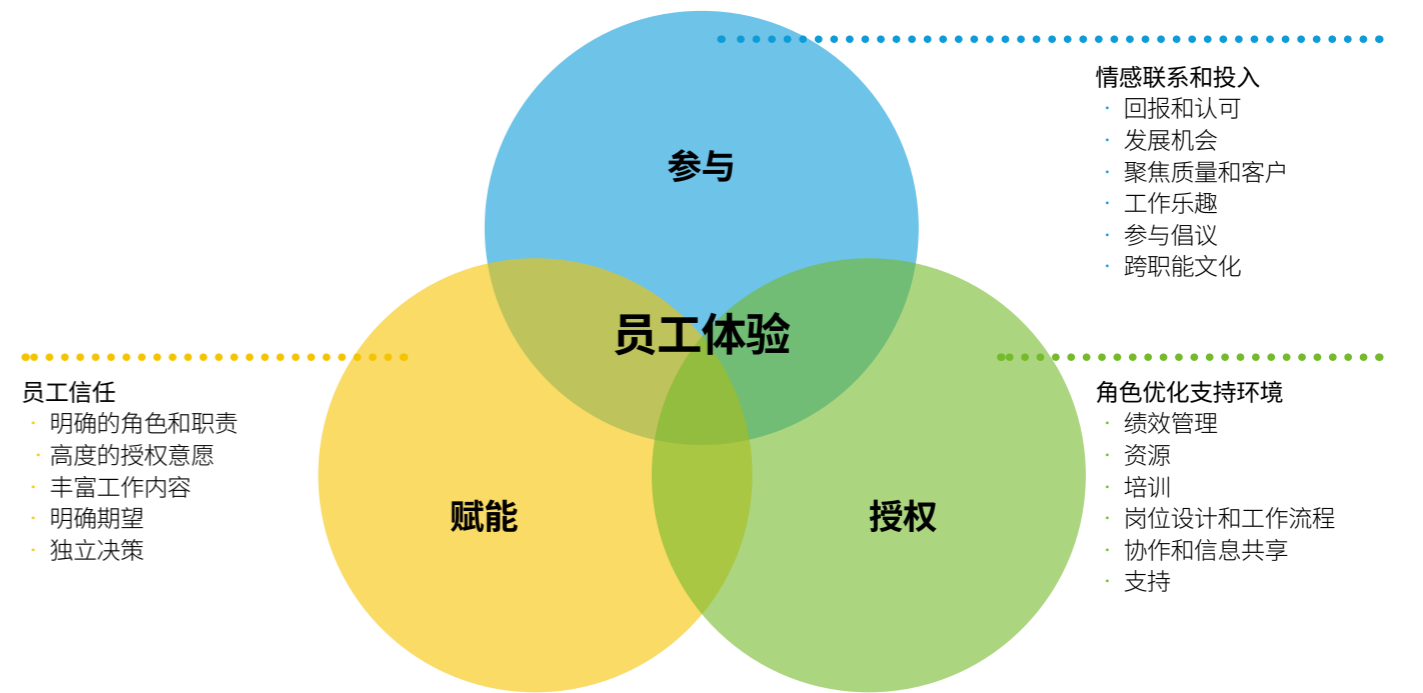 参与
情感联系和投入
· 回报和认可
· 发展机会
· 聚焦质量和客户
· 工作乐趣
· 参与倡议
· 跨职能文化
员工体验
员工信任
· 明确的角色和职责
· 高度的授权意愿
· 丰富工作内容
· 明确期望
· 独立决策
赋能
授权
角色优化支持环境
· 绩效管理
· 资源
· 培训
· 岗位设计和工作流程
· 协作和信息共享
· 支持